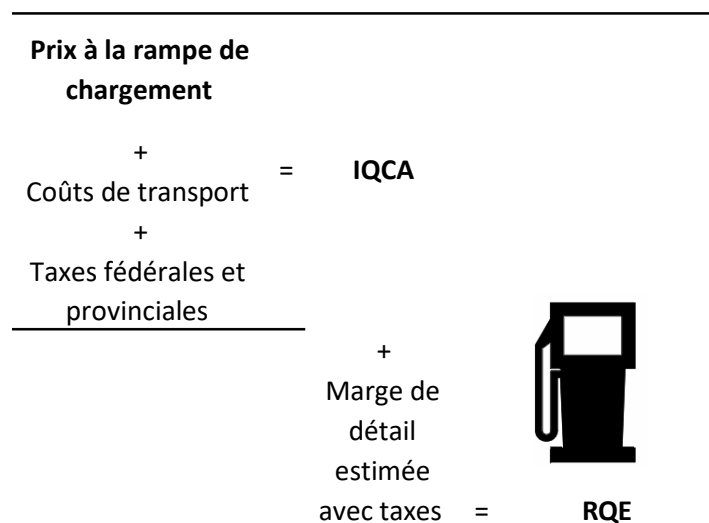 Prix à la rampe de
chargement
+
Coûts de transport
= IQCA
+
Taxes fédérales et
provinciales
+
Marge de
détail
estimée
avec taxes = RQE